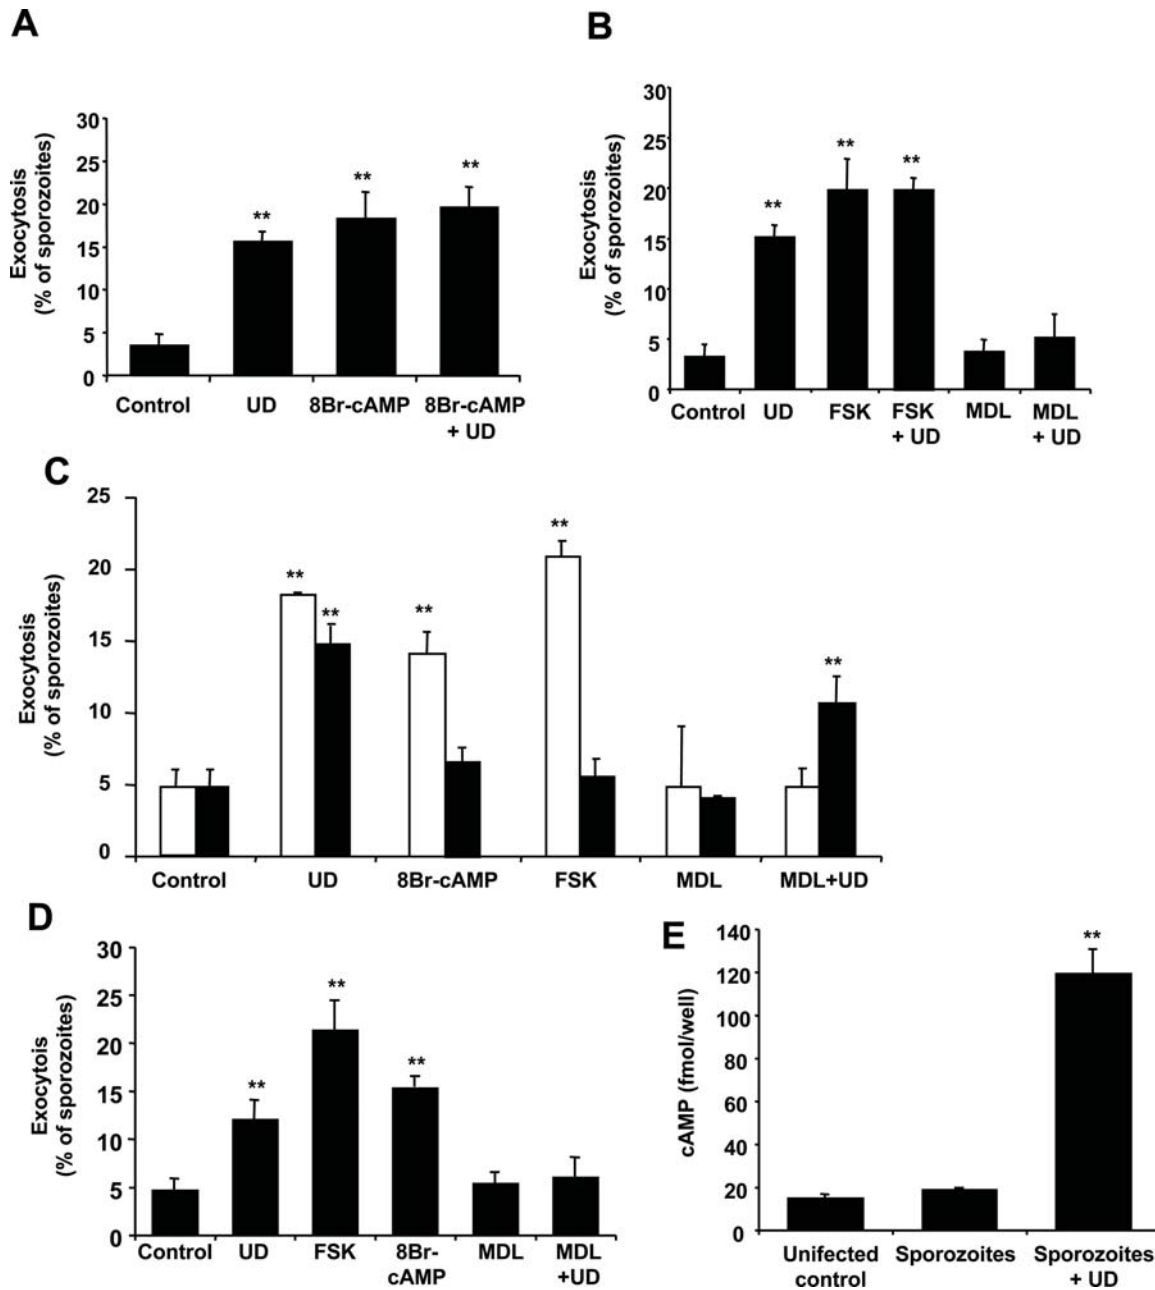 A
Exocytosis
(% of sporozoites)
30
25
20
15
10
5
0
**
**
**
Control
UD
8Br-cAMP
8Br-cAMP
+ UD
B
Exocytosis
(% of sporozoites)
30
25
20
15
10
5
0
**
**
**
Control
UD
FSK
FSK
+ UD
MDL
MDL
+ UD
C
Exocytosis
(% of sporozoites)
25
20
15
10
5
0
**
**
**
**
**
Control
UD
8Br-cAMP
FSK
MDL
MDL+UD
D
Exocytois
(% of sporozoites)
30
25
20
15
10
5
0
**
**
**
Control
UD
FSK
8Br-
cAMP
MDL
MDL
+UD
E
cAMP (fmol/well)
140
120
100
80
60
40
20
0
**
Unifected
control
Sporozoites
Sporozoites
+ UD